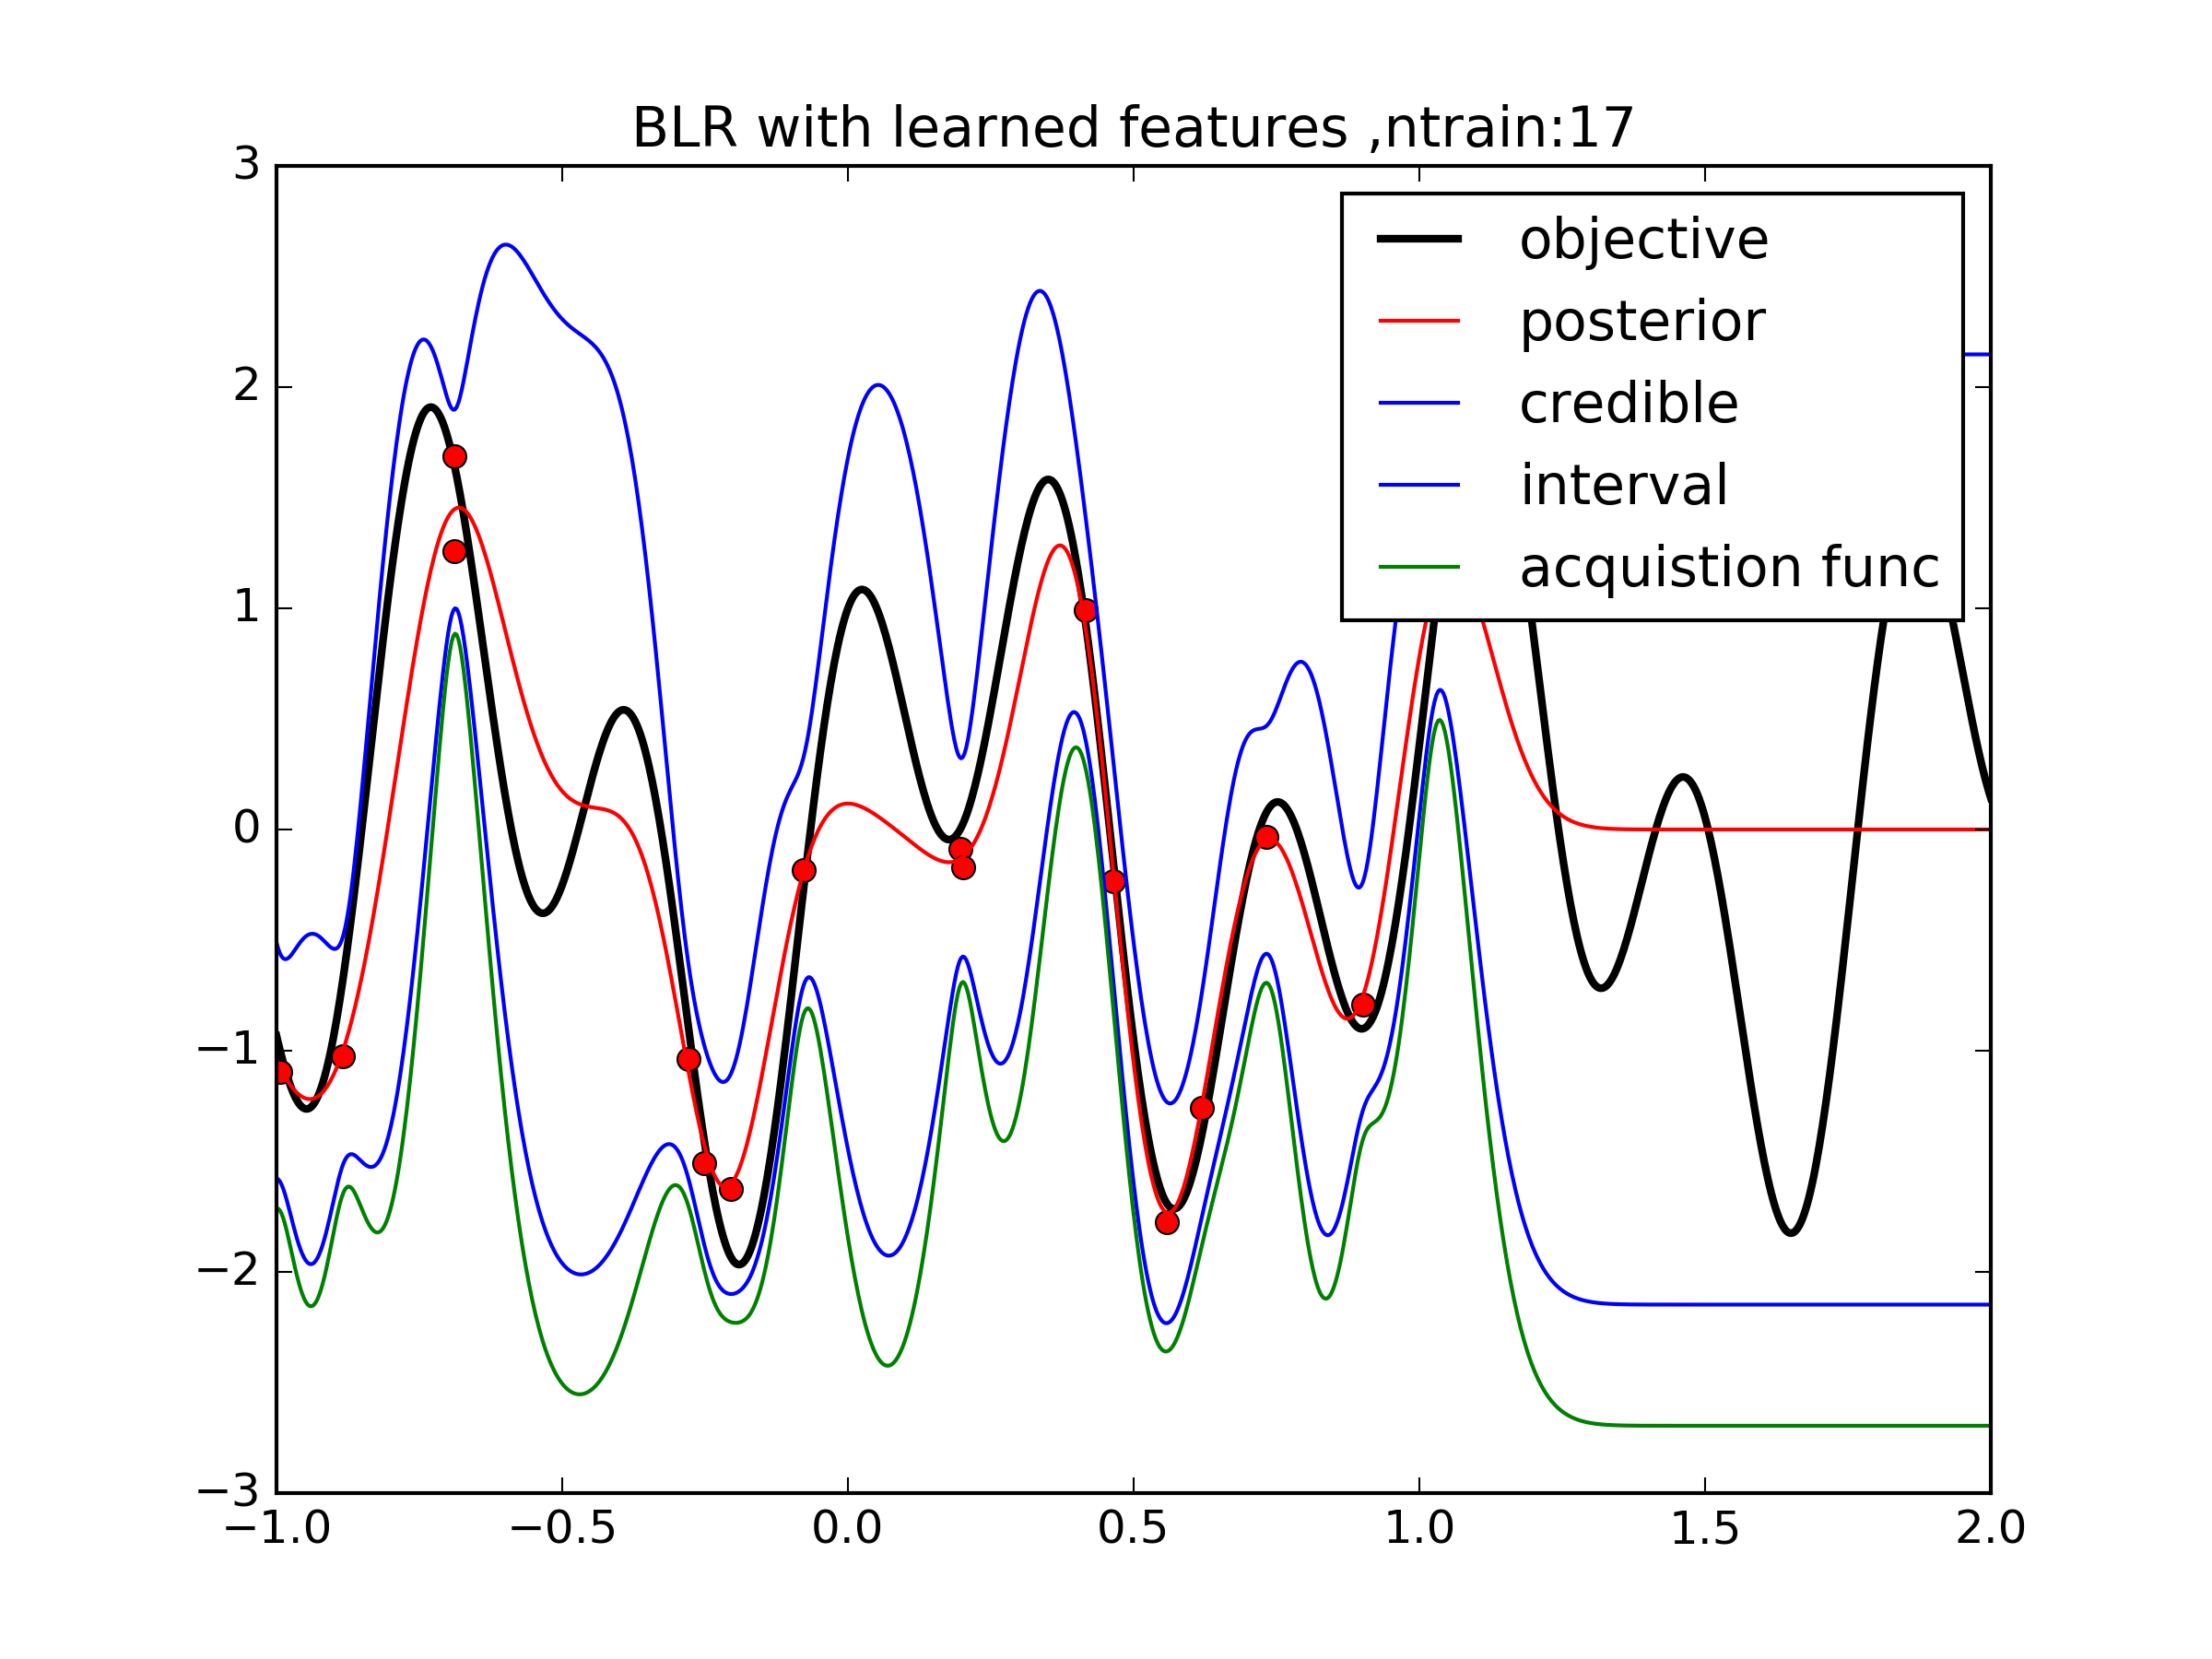 BLR with learned features ,ntrain:17
3
2
1
0
−1
−2
−3
objective
posterior
credible
interval
acquistion func
−1.0 −0.5 0.0 0.5 1.0 1.5 2.0